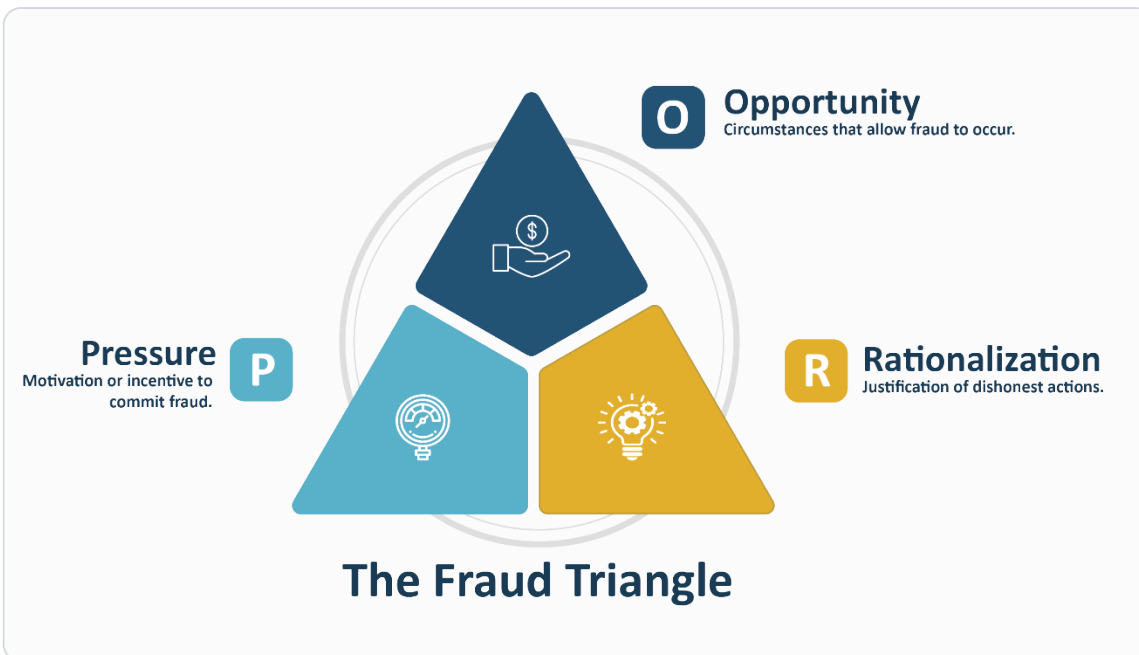 O
Opportunity
Circumstances that allow fraud to occur.
$
Pressure
Motivation or incentive to
commit fraud.
P
R
Rationalization
Justification of dishonest actions.
The Fraud Triangle